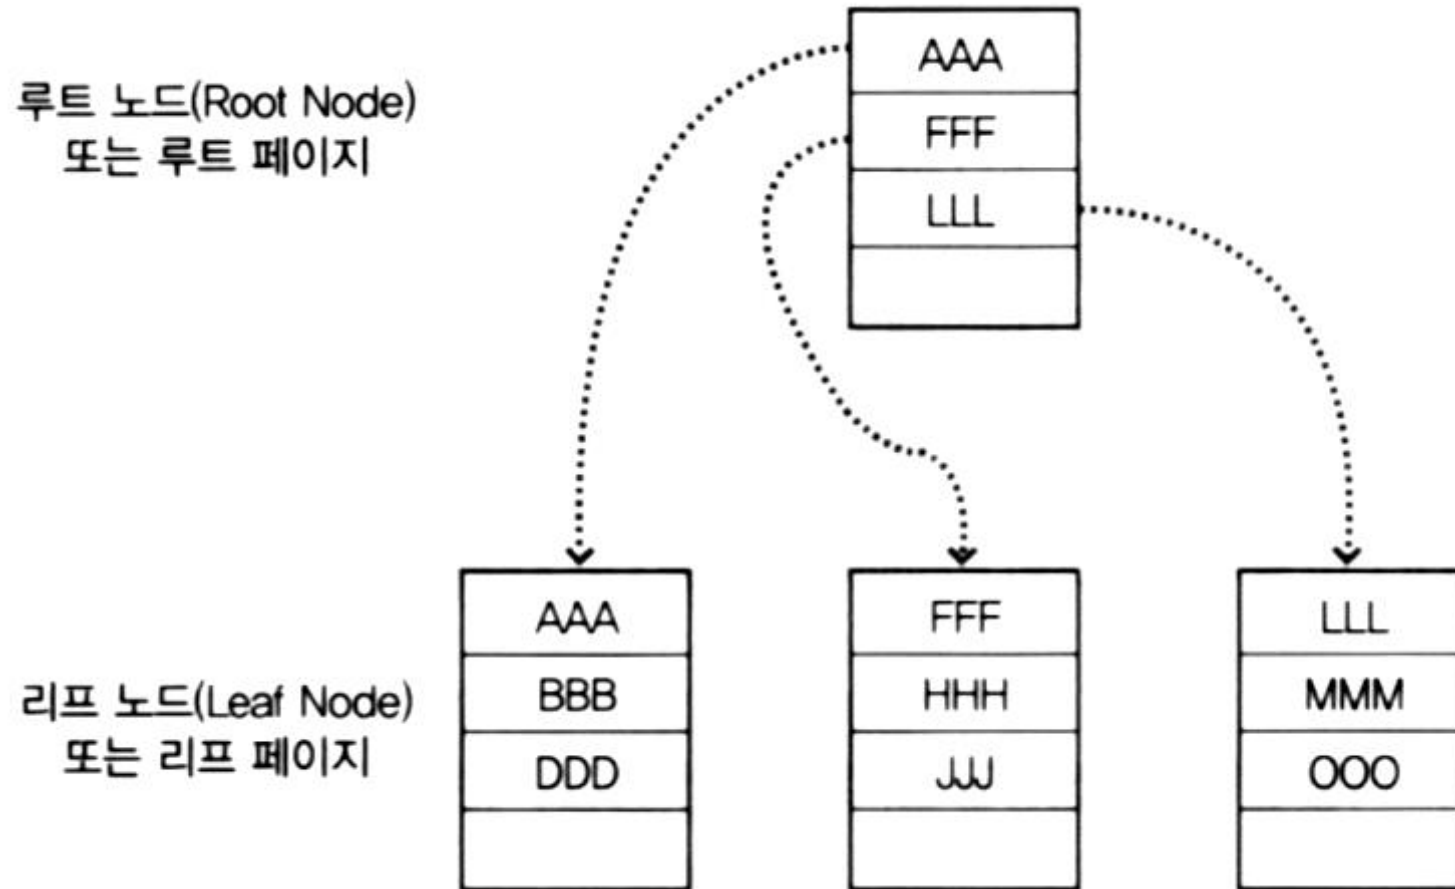 루트 노드(Root Node)
또는 루트 페이지
AAA
FFF
LLL
리프 노드(Leaf Node)
또는 리프 페이지
AAA
BBB
DDD
FFF
HHH
JJJ
LLL
MMM
OOO